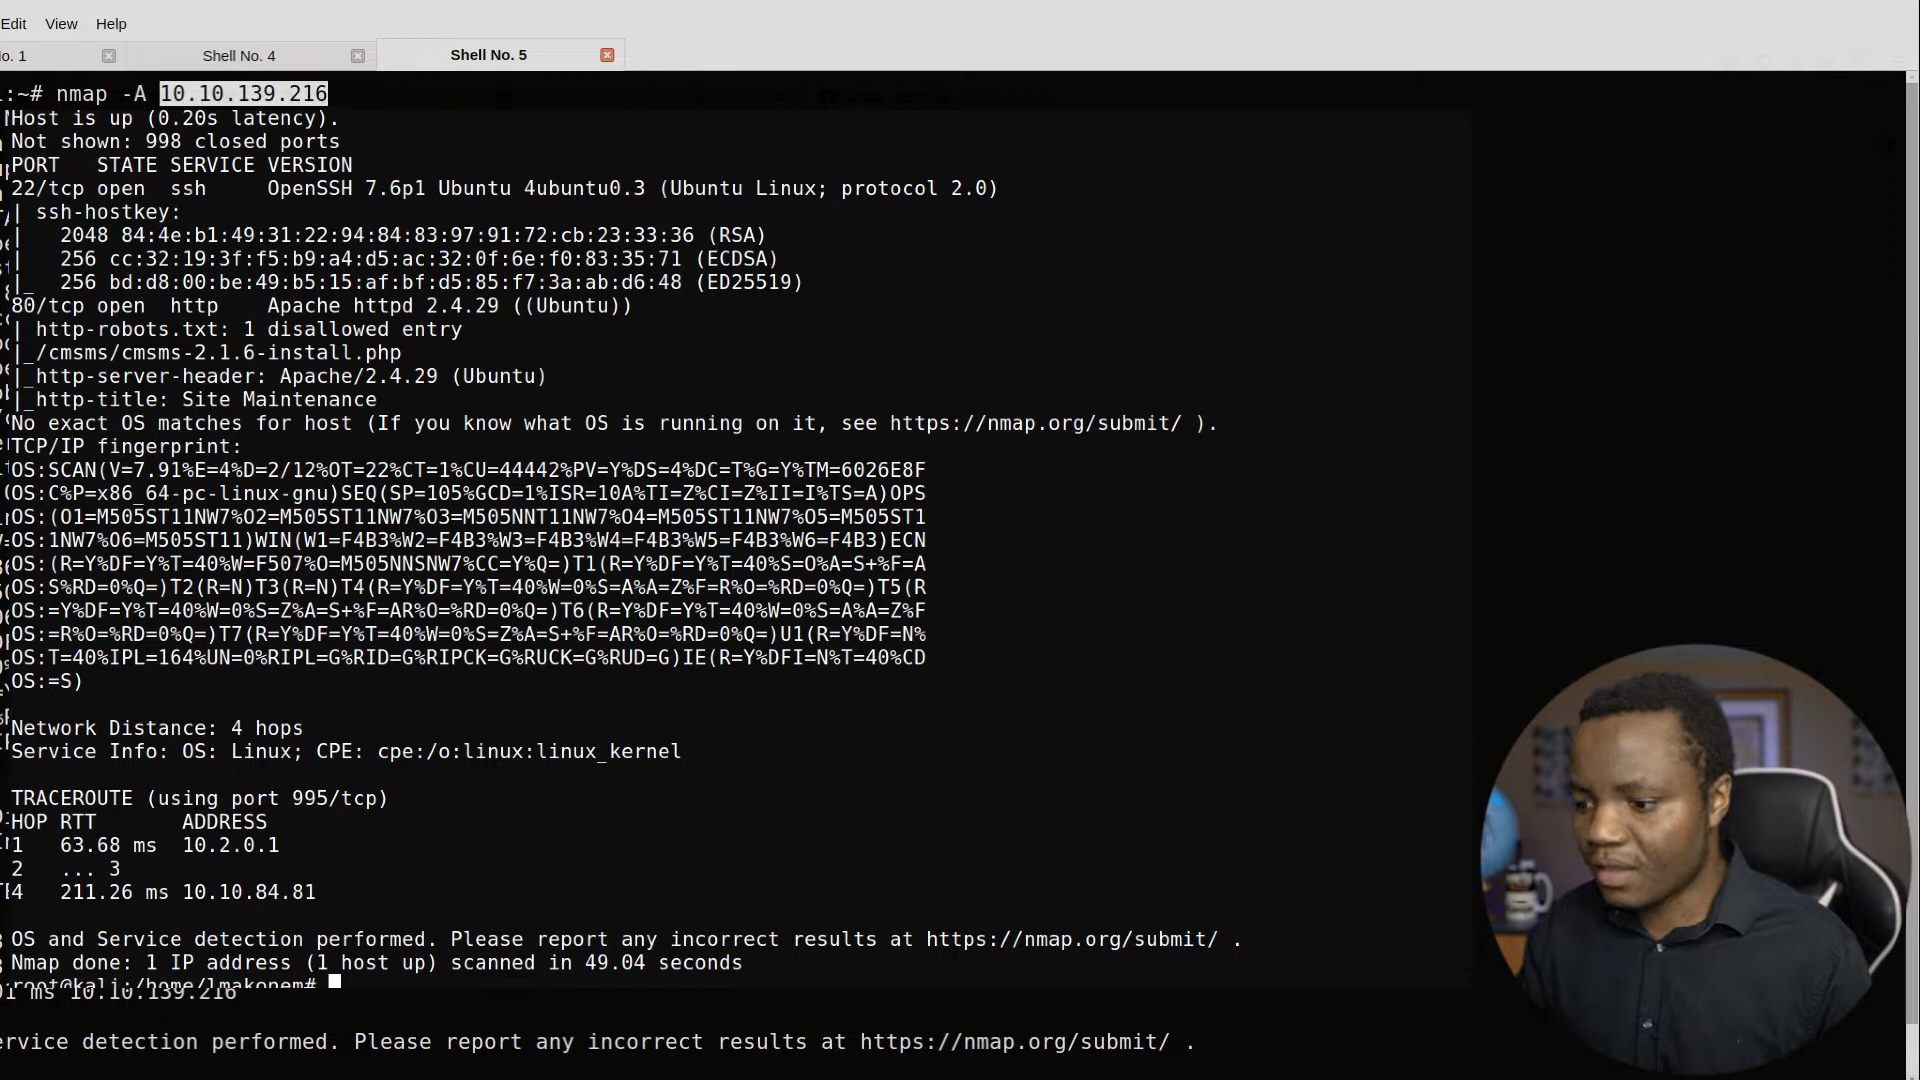 Edit View Help
o. 1
Shell No. 4
Shell No. 5
:~# nmap -A 10.10.139.216
Host is up (0.20s latency).
Not shown: 998 closed ports
PORT   STATE SERVICE VERSION
22/tcp open  ssh     OpenSSH 7.6p1 Ubuntu 4ubuntu0.3 (Ubuntu Linux; protocol 2.0)
| ssh-hostkey:
|   2048 84:4e:b1:49:31:22:94:84:83:97:91:72:cb:23:33:36 (RSA)
|   256 cc:32:19:3f:f5:b9:a4:d5:ac:32:0f:6e:f0:83:35:71 (ECDSA)
|_  256 bd:d8:00:be:49:b5:15:af:bf:d5:85:f7:3a:ab:d6:48 (ED25519)
80/tcp open  http    Apache httpd 2.4.29 ((Ubuntu))
| http-robots.txt: 1 disallowed entry
|_/cmsms/cmsms-2.1.6-install.php
|_http-server-header: Apache/2.4.29 (Ubuntu)
|_http-title: Site Maintenance
No exact OS matches for host (If you know what OS is running on it, see https://nmap.org/submit/ ).
TCP/IP fingerprint:
OS:SCAN(V=7.91%E=4%D=2/12%OT=22%CT=1%CU=44442%PV=Y%DS=4%DC=T%G=Y%TM=6026E8F
OS:C%P=x86_64-pc-linux-gnu)SEQ(SP=105%GCD=1%ISR=10A%TI=Z%CI=Z%II=I%TS=A)OPS
OS:(O1=M505ST11NW7%O2=M505ST11NW7%O3=M505NNT11NW7%O4=M505ST11NW7%O5=M505ST1
OS:1NW7%O6=M505ST11)WIN(W1=F4B3%W2=F4B3%W3=F4B3%W4=F4B3%W5=F4B3%W6=F4B3)ECN
OS:(R=Y%DF=Y%T=40%W=F507%O=M505NNSNW7%CC=Y%Q=)T1(R=Y%DF=Y%T=40%S=O%A=S+%F=A
OS:S%RD=0%Q=)T2(R=N)T3(R=N)T4(R=Y%DF=Y%T=40%W=0%S=A%A=Z%F=R%O=%RD=0%Q=)T5(R
OS:=Y%DF=Y%T=40%W=0%S=Z%A=S+%F=AR%O=%RD=0%Q=)T6(R=Y%DF=Y%T=40%W=0%S=A%A=Z%F
OS:=R%O=%RD=0%Q=)T7(R=Y%DF=Y%T=40%W=0%S=Z%A=S+%F=AR%O=%RD=0%Q=)U1(R=Y%DF=N%
OS:T=40%IPL=164%UN=0%RIPL=G%RID=G%RIPCK=G%RUCK=G%RUD=G)IE(R=Y%DFI=N%T=40%CD
OS:=S)
Network Distance: 4 hops
Service Info: OS: Linux; CPE: cpe:/o:linux:linux_kernel
TRACEROUTE (using port 995/tcp)
HOP RTT       ADDRESS
1   63.68 ms  10.2.0.1
2   ... 3
4   211.26 ms 10.10.84.81
OS and Service detection performed. Please report any incorrect results at https://nmap.org/submit/ .
Nmap done: 1 IP address (1 host up) scanned in 49.04 seconds
root@kali:/home/lmakonem#
ms 10.10.139.216
ervice detection performed. Please report any incorrect results at https://nmap.org/submit/ .